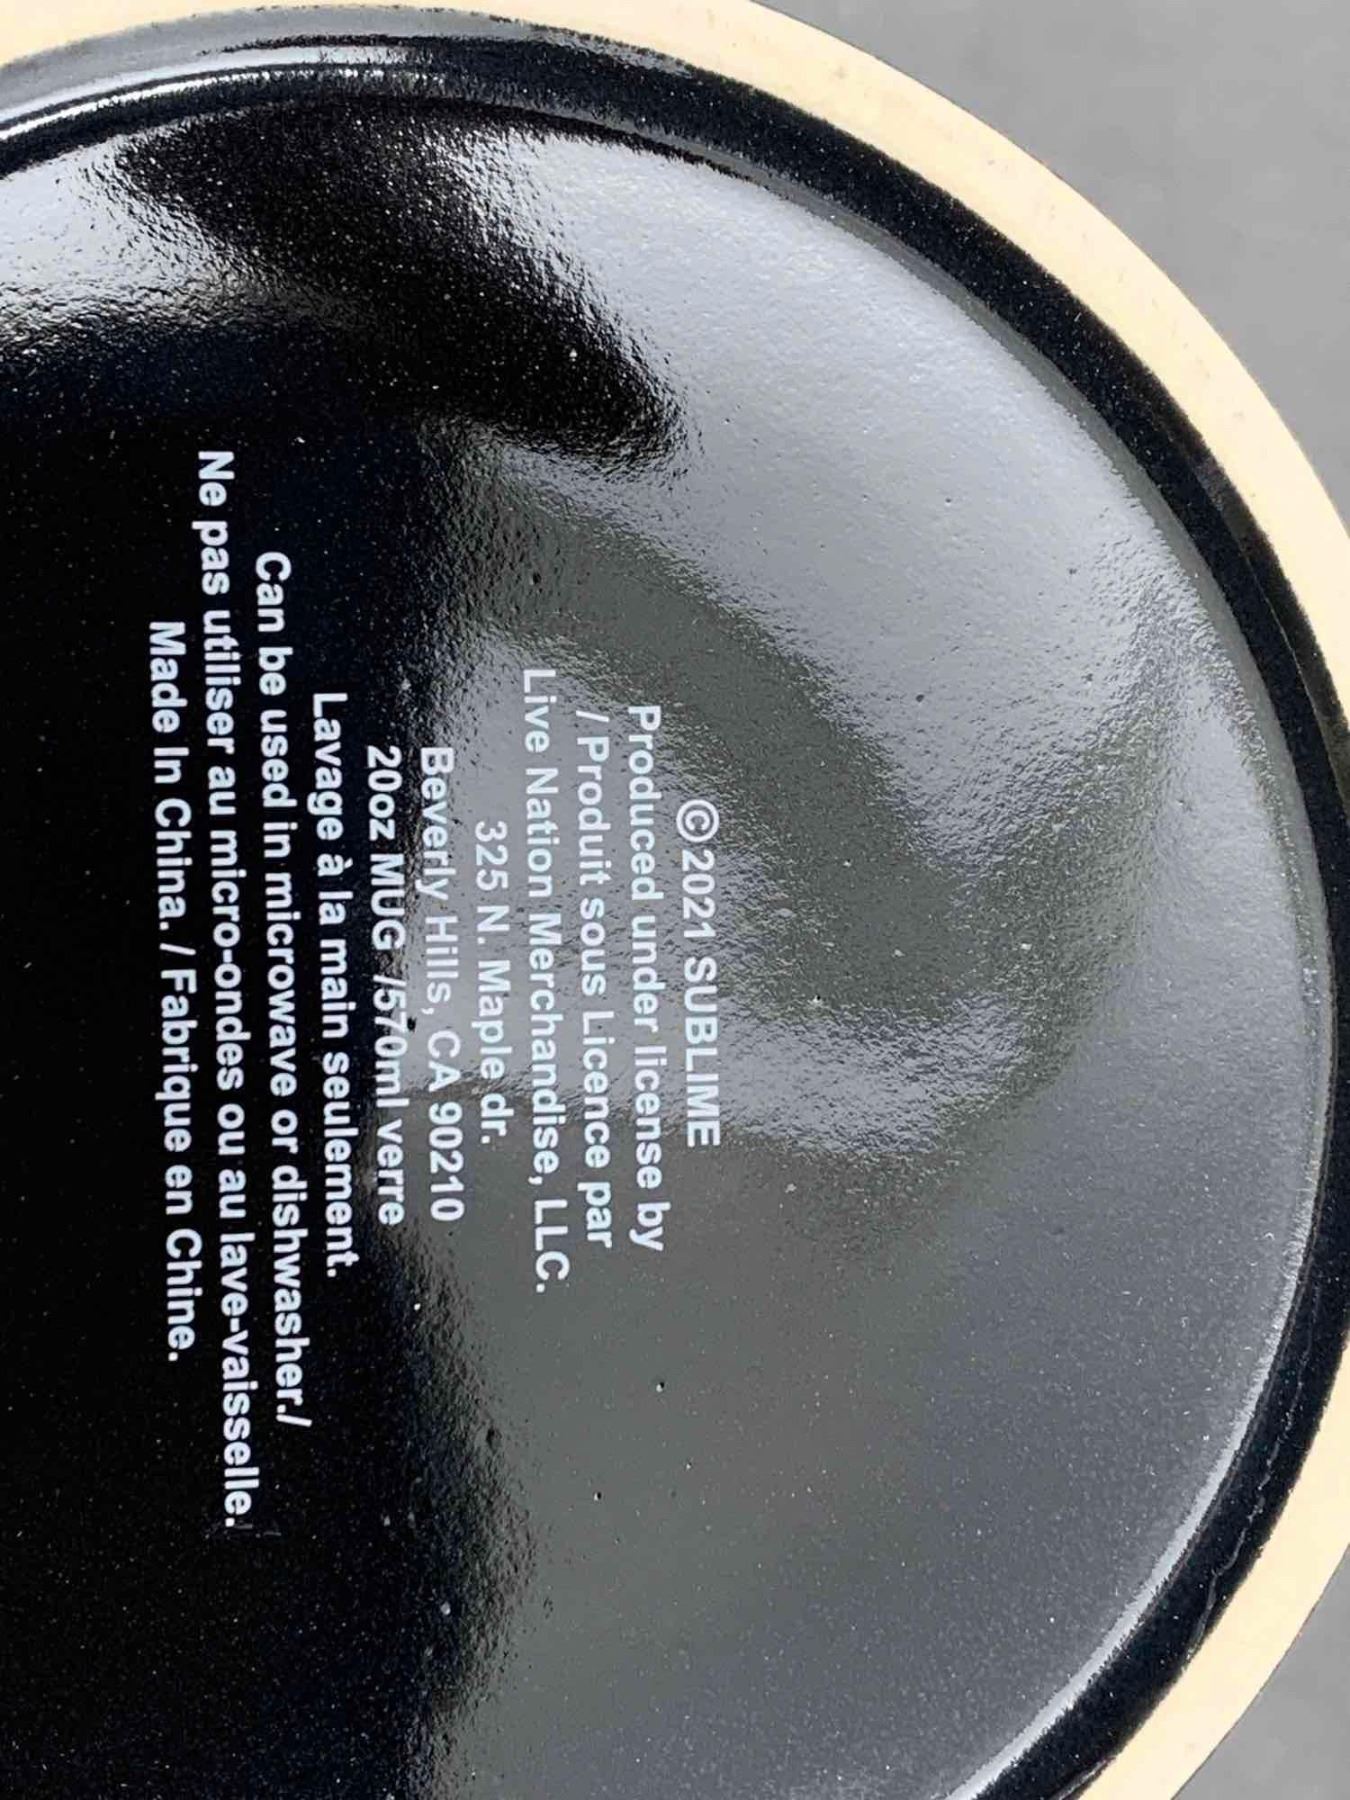 ©2021 SUBLIME
Produced under license by
/ Produit sous Licence par
Live Nation Merchandise, LLC.
325 N. Maple dr.
Beverly Hills, CA 90210
20oz MUG /570ml verre
Lavage à la main seulement.
Can be used in microwave or dishwasher./
Ne pas utiliser au micro-ondes ou au lave-vaisselle.
Made In China. / Fabrique en Chine.